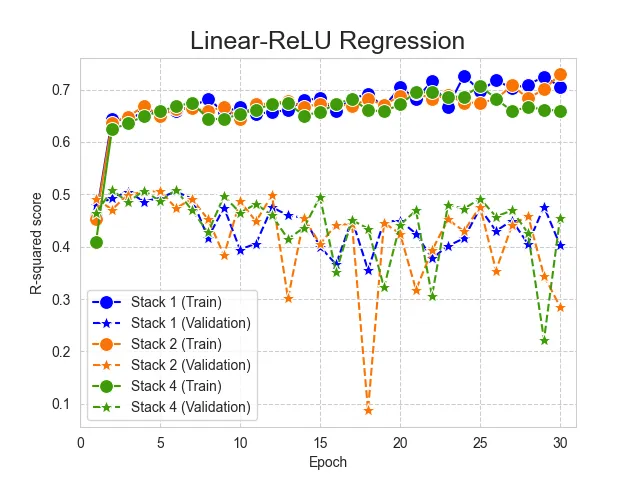 Linear-ReLU Regression
R-squared score
0.7
0.6
0.5
0.4
0.3
0.2
0.1
Stack 1 (Train)
Stack 1 (Validation)
Stack 2 (Train)
Stack 2 (Validation)
Stack 4 (Train)
Stack 4 (Validation)
0 5 10 15 20 25 30
Epoch